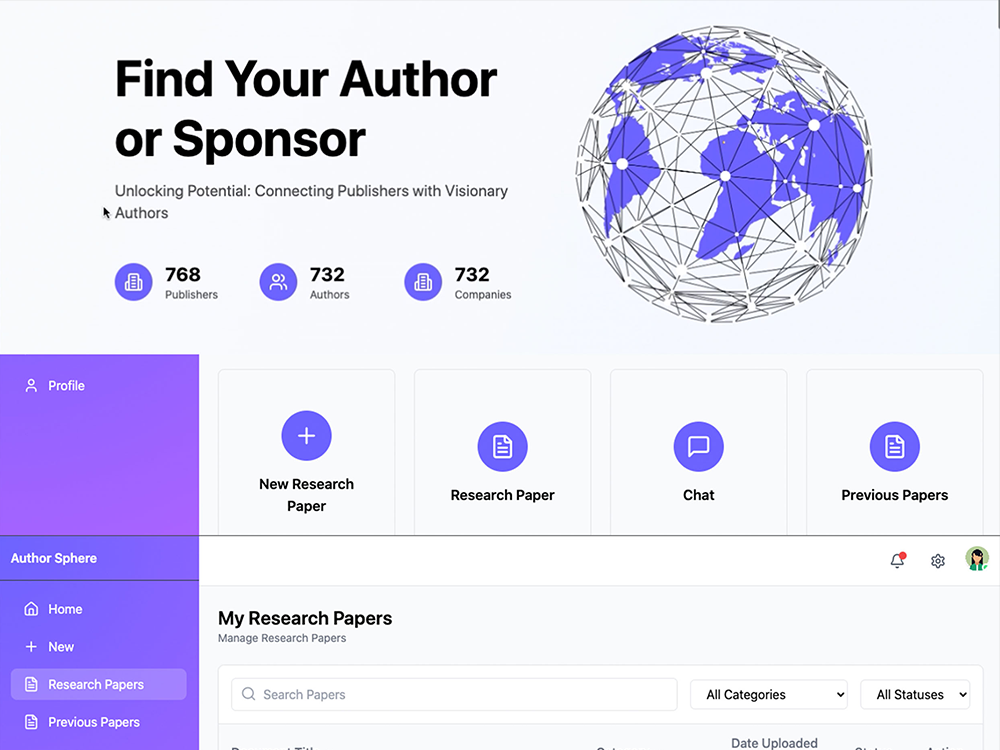 Find Your Author
or Sponsor
Unlocking Potential: Connecting Publishers with Visionary
Authors
768
Publishers
732
Authors
732
Companies
Profile
New Research
Paper
Research Paper
Chat
Previous Papers
Author Sphere
Home
New
Research Papers
Previous Papers
My Research Papers
Manage Research Papers
Search Papers
All Categories
All Statuses
Date Uploaded